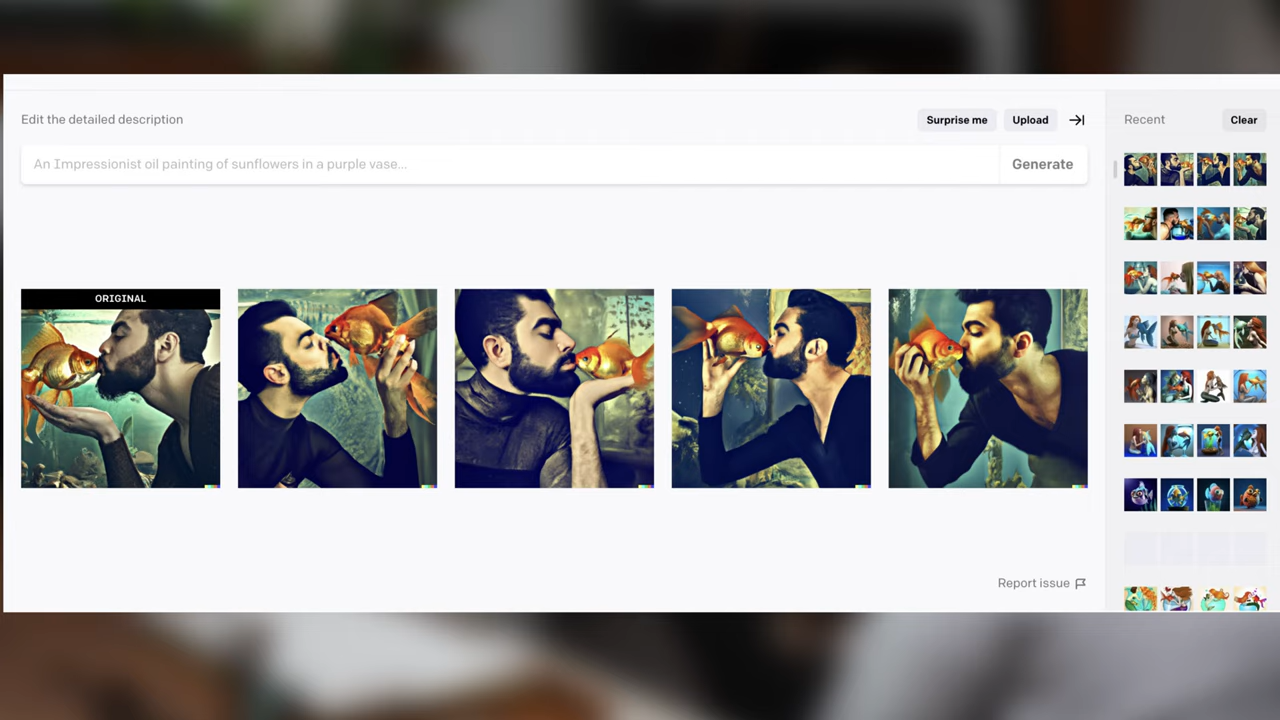 Edit the detailed description
Surprise me
Upload
Recent
Clear
An Impressionist oil painting of sunflowers in a purple vase...
Generate
ORIGINAL
Report issue